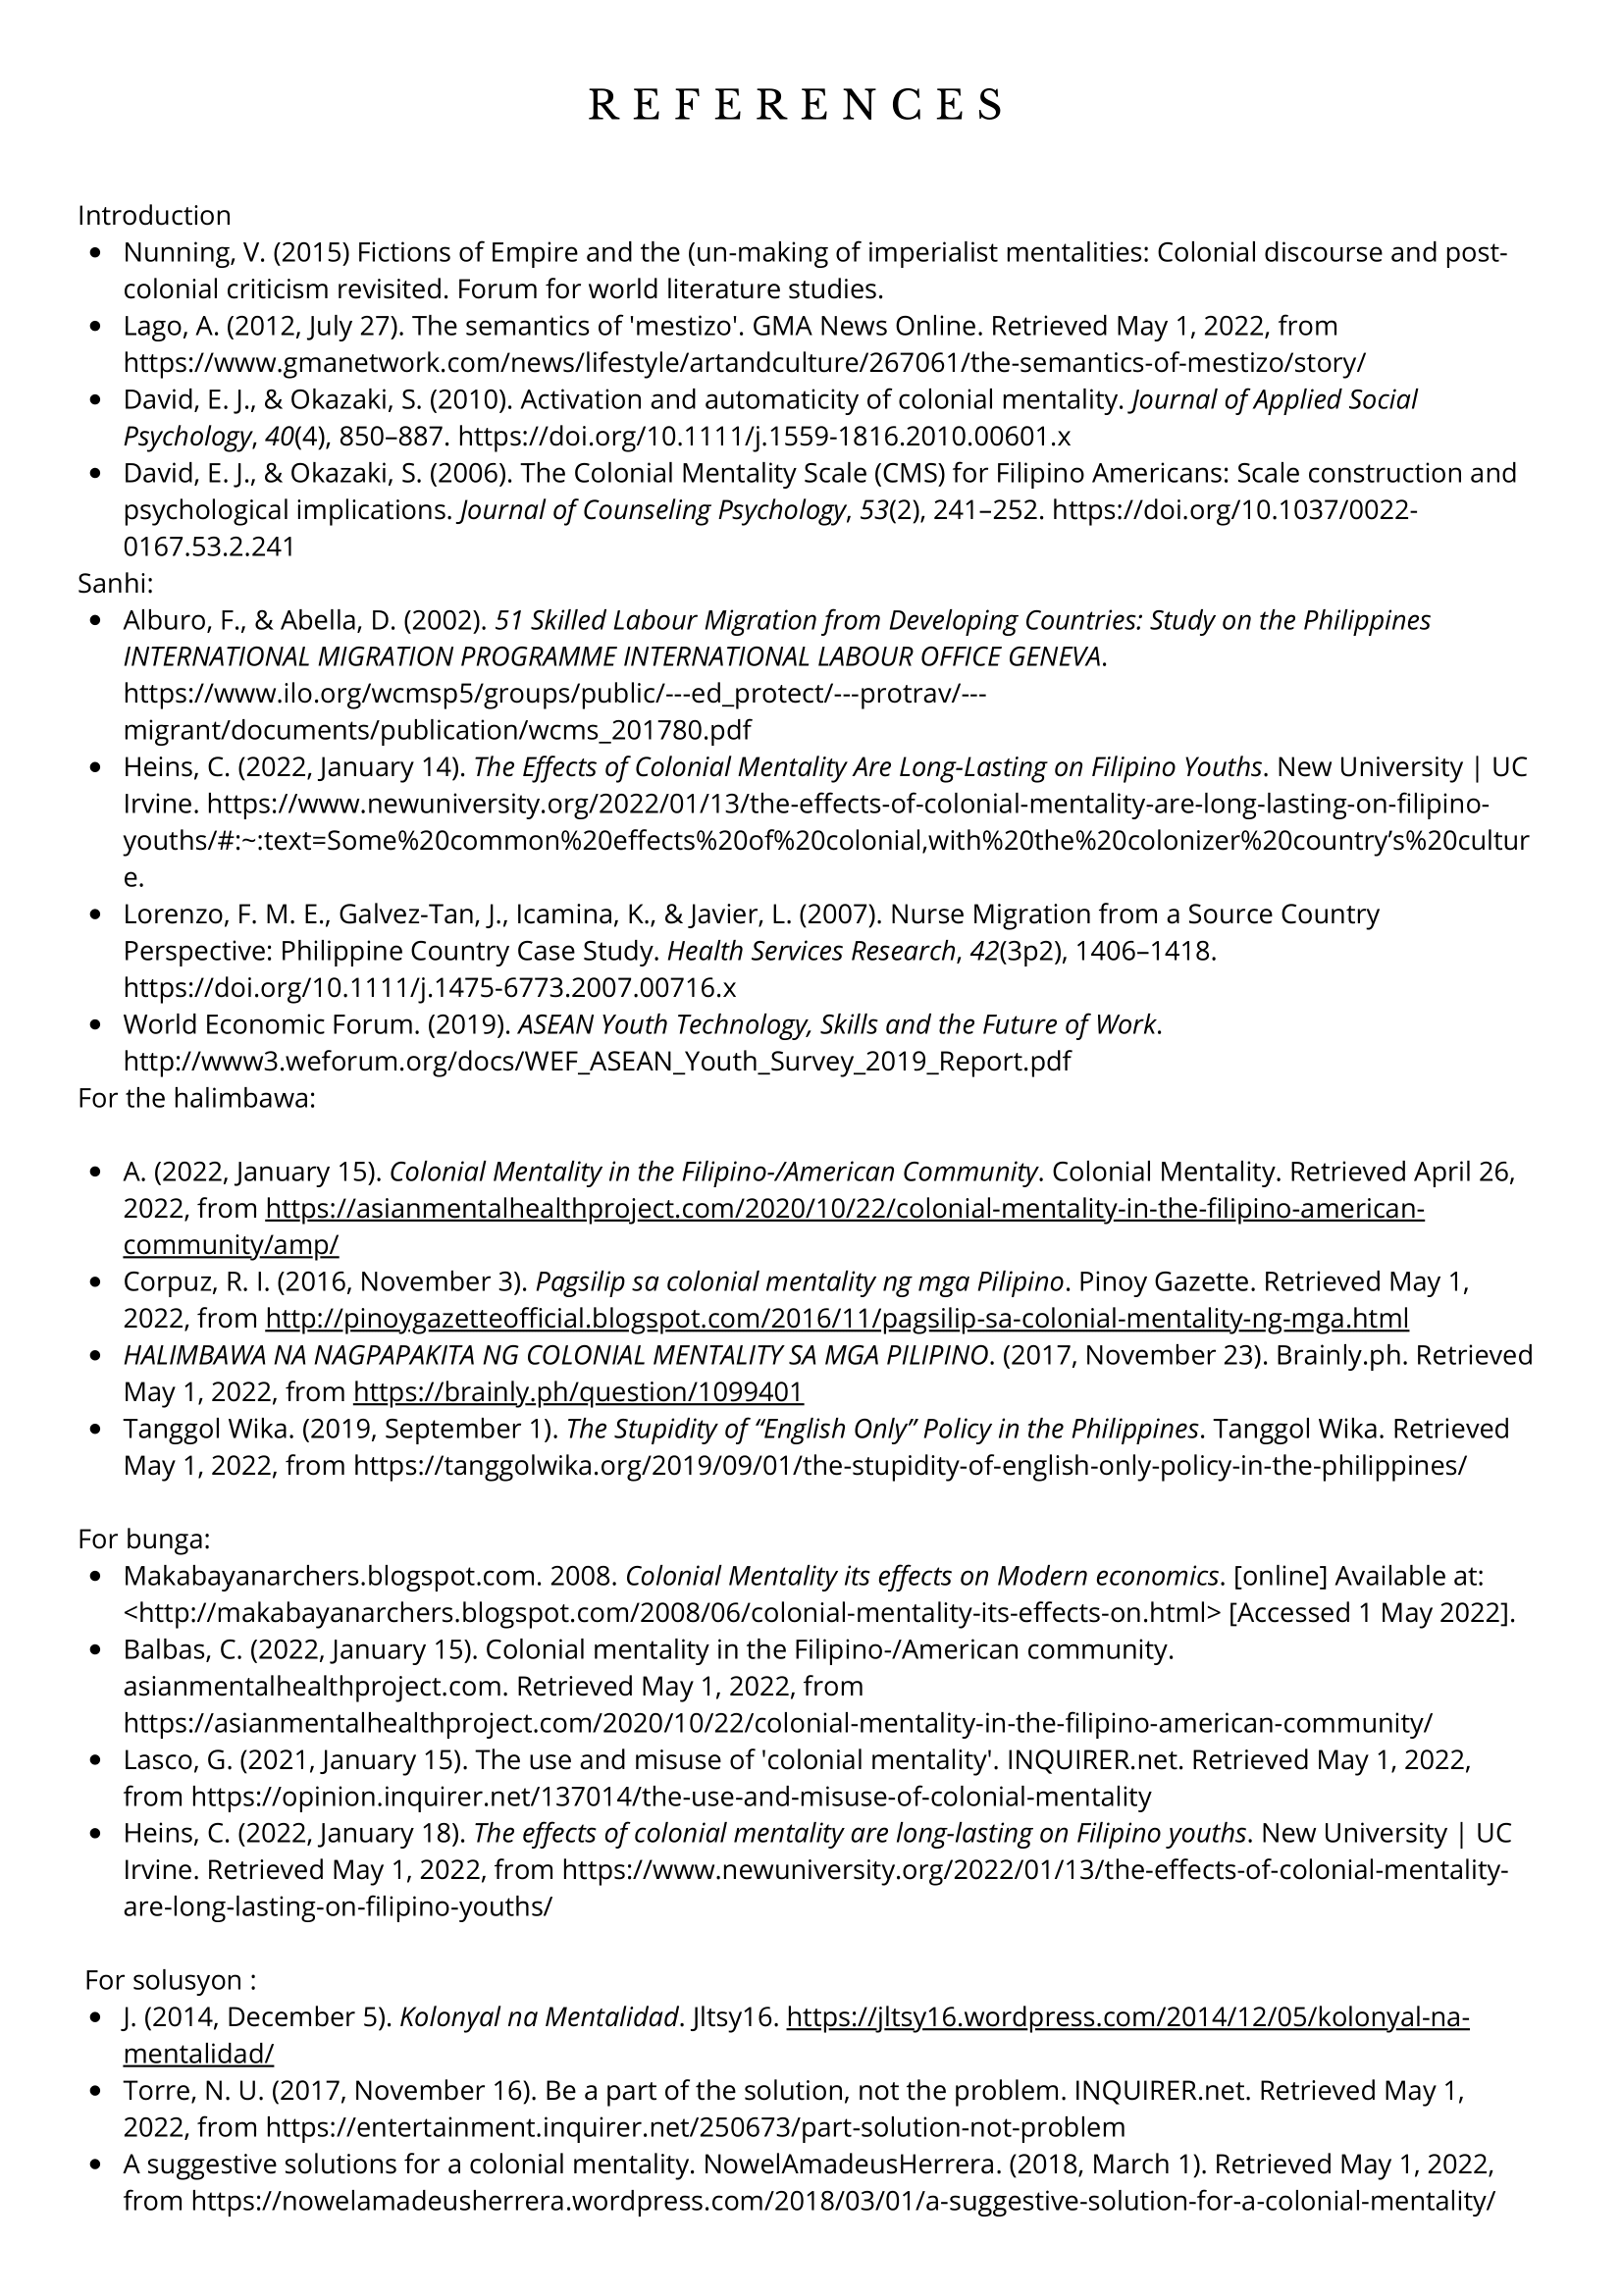 REFERENCES
Introduction
• Nunning, V. (2015) Fictions of Empire and the (un-making of imperialist mentalities: Colonial discourse and post-
colonial criticism revisited. Forum for world literature studies.
• Lago, A. (2012, July 27). The semantics of 'mestizo'. GMA News Online. Retrieved May 1, 2022, from
https://www.gmanetwork.com/news/lifestyle/artandculture/267061/the-semantics-of-mestizo/story/
• David, E. J., & Okazaki, S. (2010). Activation and automaticity of colonial mentality. Journal of Applied Social
Psychology, 40(4), 850–887. https://doi.org/10.1111/j.1559-1816.2010.00601.x
• David, E. J., & Okazaki, S. (2006). The Colonial Mentality Scale (CMS) for Filipino Americans: Scale construction and
psychological implications. Journal of Counseling Psychology, 53(2), 241–252. https://doi.org/10.1037/0022-
0167.53.2.241
Sanhi:
• Alburo, F., & Abella, D. (2002). 51 Skilled Labour Migration from Developing Countries: Study on the Philippines
INTERNATIONAL MIGRATION PROGRAMME INTERNATIONAL LABOUR OFFICE GENEVA.
https://www.ilo.org/wcmsp5/groups/public/---ed_protect/---protrav/---
migrant/documents/publication/wcms_201780.pdf
• Heins, C. (2022, January 14). The Effects of Colonial Mentality Are Long-Lasting on Filipino Youths. New University | UC
Irvine. https://www.newuniversity.org/2022/01/13/the-effects-of-colonial-mentality-are-long-lasting-on-filipino-
youths/#:~:text=Some%20common%20effects%20of%20colonial,with%20the%20colonizer%20country’s%20cultur
e.
• Lorenzo, F. M. E., Galvez-Tan, J., Icamina, K., & Javier, L. (2007). Nurse Migration from a Source Country
Perspective: Philippine Country Case Study. Health Services Research, 42(3p2), 1406–1418.
https://doi.org/10.1111/j.1475-6773.2007.00716.x
• World Economic Forum. (2019). ASEAN Youth Technology, Skills and the Future of Work.
http://www3.weforum.org/docs/WEF_ASEAN_Youth_Survey_2019_Report.pdf
For the halimbawa:
• A. (2022, January 15). Colonial Mentality in the Filipino-/American Community. Colonial Mentality. Retrieved April 26,
2022, from https://asianmentalhealthproject.com/2020/10/22/colonial-mentality-in-the-filipino-american-
community/amp/
• Corpuz, R. I. (2016, November 3). Pagsilip sa colonial mentality ng mga Pilipino. Pinoy Gazette. Retrieved May 1,
2022, from http://pinoygazetteofficial.blogspot.com/2016/11/pagsilip-sa-colonial-mentality-ng-mga.html
• HALIMBAWA NA NAGPAPAKITA NG COLONIAL MENTALITY SA MGA PILIPINO. (2017, November 23). Brainly.ph. Retrieved
May 1, 2022, from https://brainly.ph/question/1099401
• Tanggol Wika. (2019, September 1). The Stupidity of “English Only” Policy in the Philippines. Tanggol Wika. Retrieved
May 1, 2022, from https://tanggolwika.org/2019/09/01/the-stupidity-of-english-only-policy-in-the-philippines/
For bunga:
• Makabayanarchers.blogspot.com. 2008. Colonial Mentality its effects on Modern economics. [online] Available at:
<http://makabayanarchers.blogspot.com/2008/06/colonial-mentality-its-effects-on.html> [Accessed 1 May 2022].
• Balbas, C. (2022, January 15). Colonial mentality in the Filipino-/American community.
asianmentalhealthproject.com. Retrieved May 1, 2022, from
https://asianmentalhealthproject.com/2020/10/22/colonial-mentality-in-the-filipino-american-community/
• Lasco, G. (2021, January 15). The use and misuse of 'colonial mentality'. INQUIRER.net. Retrieved May 1, 2022,
from https://opinion.inquirer.net/137014/the-use-and-misuse-of-colonial-mentality
• Heins, C. (2022, January 18). The effects of colonial mentality are long-lasting on Filipino youths. New University | UC
Irvine. Retrieved May 1, 2022, from https://www.newuniversity.org/2022/01/13/the-effects-of-colonial-mentality-
are-long-lasting-on-filipino-youths/
For solusyon :
• J. (2014, December 5). Kolonyal na Mentalidad. Jltsy16. https://jltsy16.wordpress.com/2014/12/05/kolonyal-na-
mentalidad/
• Torre, N. U. (2017, November 16). Be a part of the solution, not the problem. INQUIRER.net. Retrieved May 1,
2022, from https://entertainment.inquirer.net/250673/part-solution-not-problem
• A suggestive solutions for a colonial mentality. NowelAmadeusHerrera. (2018, March 1). Retrieved May 1, 2022,
from https://nowelamadeusherrera.wordpress.com/2018/03/01/a-suggestive-solution-for-a-colonial-mentality/